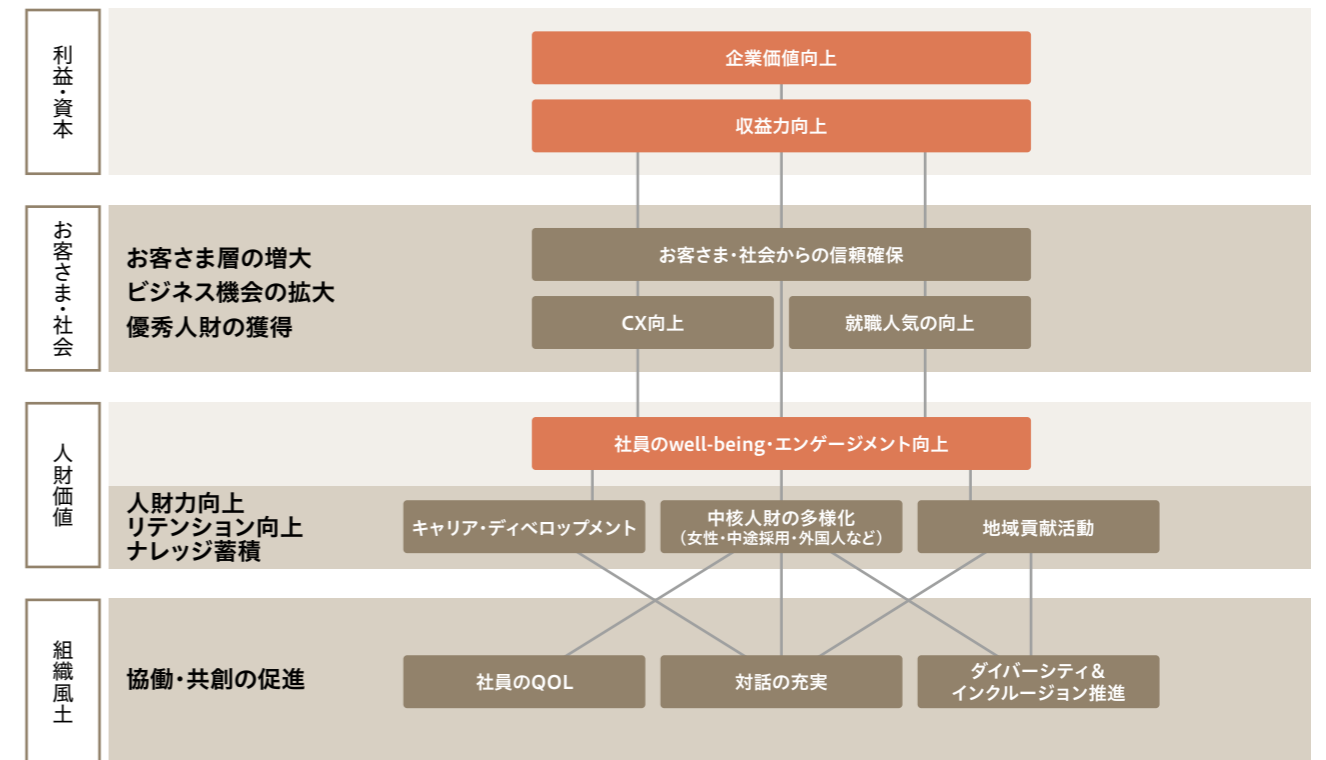 利益・資本
企業価値向上
収益力向上
お客さま・社会
お客さま層の増大
ビジネス機会の拡大
優秀人財の獲得
お客さま・社会からの信頼確保
CX向上
就職人気の向上
人財価値
社員のwell-being・エンゲージメント向上
人財力向上
リテンション向上
ナレッジ蓄積
キャリア・ディベロップメント
中核人財の多様化
（女性・中途採用・外国人など）
地域貢献活動
組織風土
協働・共創の促進
社員のQOL
対話の充実
ダイバーシティ＆
インクルージョン推進